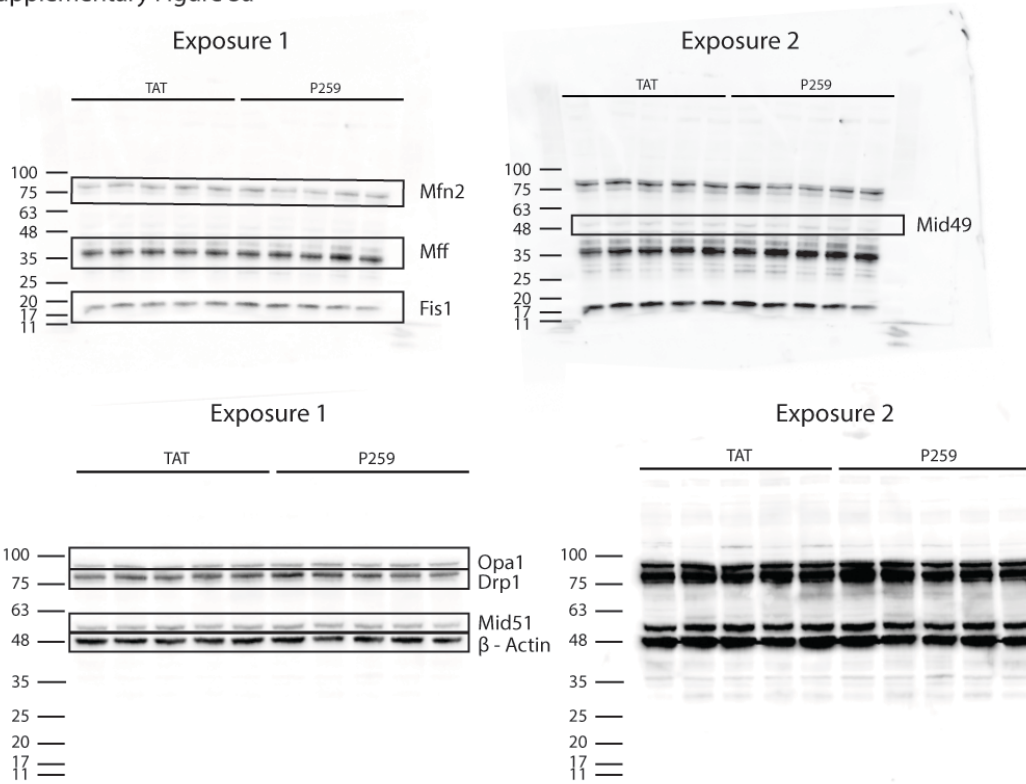 Supplementary Figure
Exposure 1
TAT P259
100
75
63
48
35
25
20
17
11
Mfn2
Mff
Fis1
Exposure 2
TAT P259
100
75
63
48
35
25
20
17
11
Mid49
Exposure 1
TAT P259
100
75
63
48
35
25
20
17
11
Opa1
Drp1
Mid51
β - Actin
Exposure 2
TAT P259
100
75
63
48
35
25
20
17
11